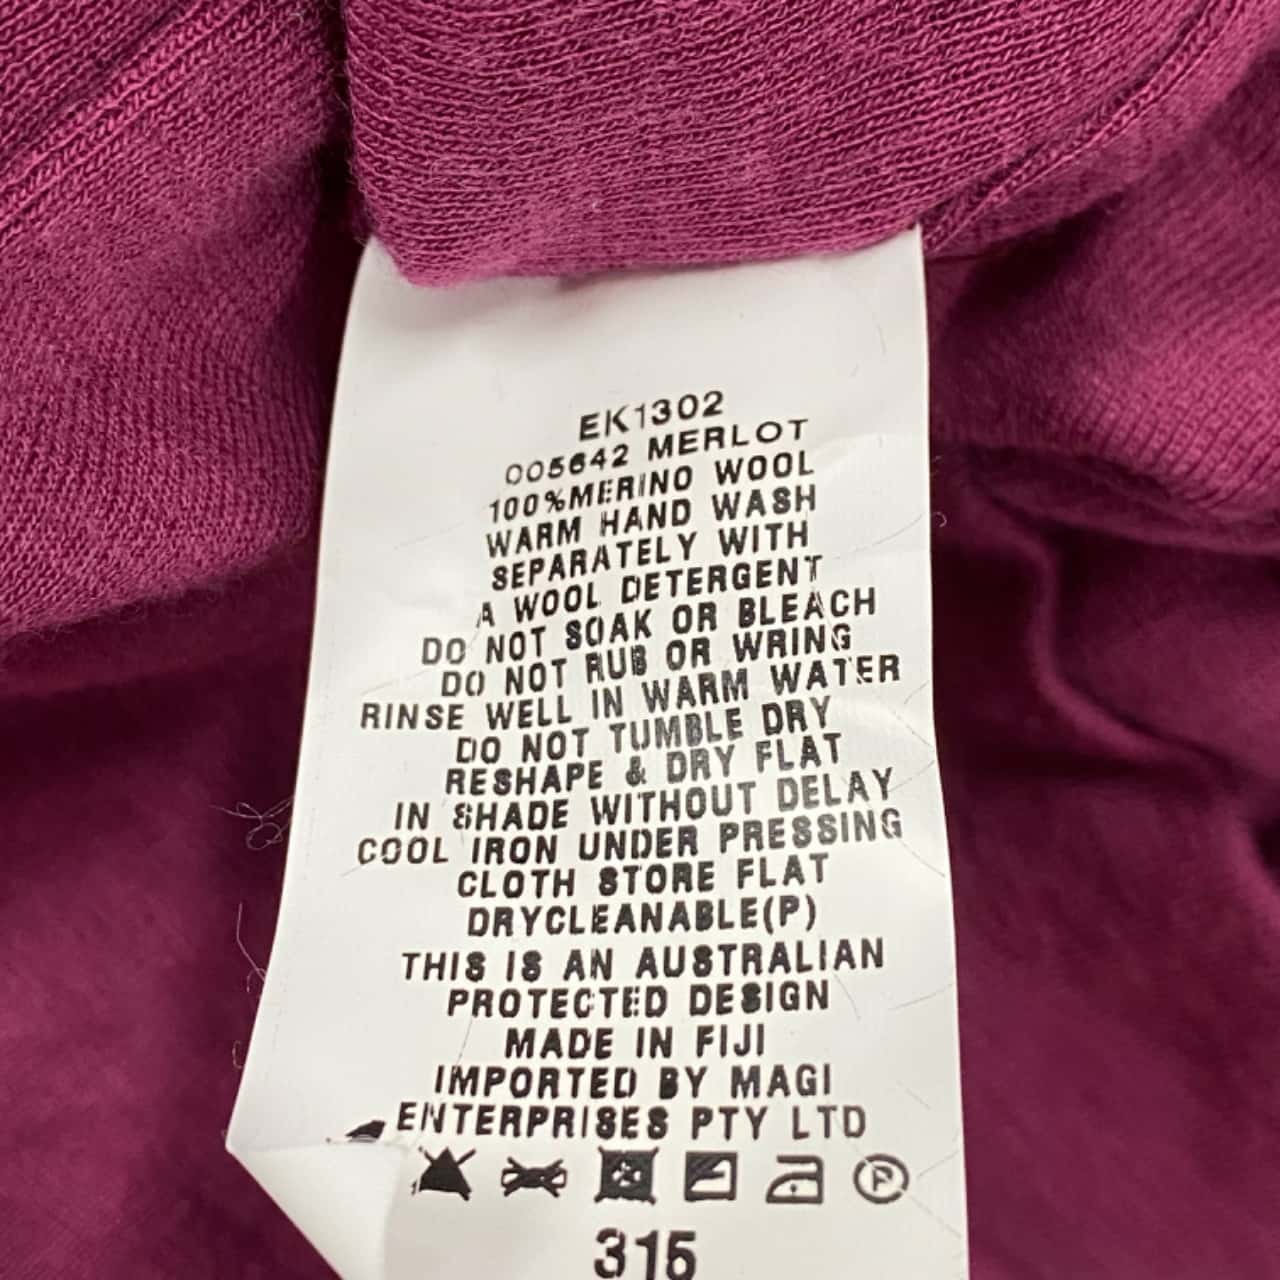 EK1302
005642 MERLOT
100%MERINO WOOL
WARM HAND WASH
SEPARATELY WITH
A WOOL DETERGENT
DO NOT SOAK OR BLEACH
DO NOT RUB OR WRING
RINSE WELL IN WARM WATER
DO NOT TUMBLE DRY
RESHAPE & DRY FLAT
IN SHADE WITHOUT DELAY
COOL IRON UNDER PRESSING
CLOTH STORE FLAT
DRYCLEANABLE(P)
THIS IS AN AUSTRALIAN
PROTECTED DESIGN
MADE IN FIJI
IMPORTED BY MAGI
ENTERPRISES PTY LTD
P
315